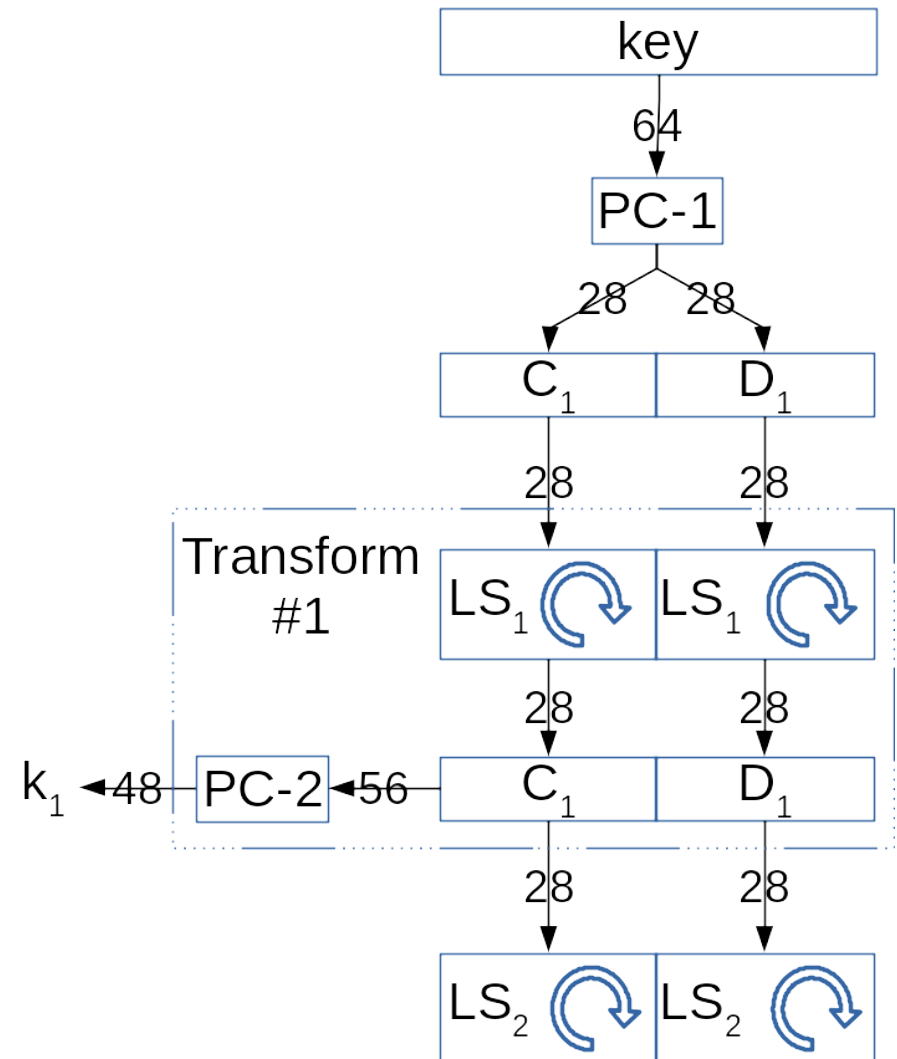 key
64
PC-1
28 28
C1 D1
28 28
Transform
#1
LS1 LS1
28 28
k1 48 PC-2 56 C1 D1
28 28
LS2 LS2